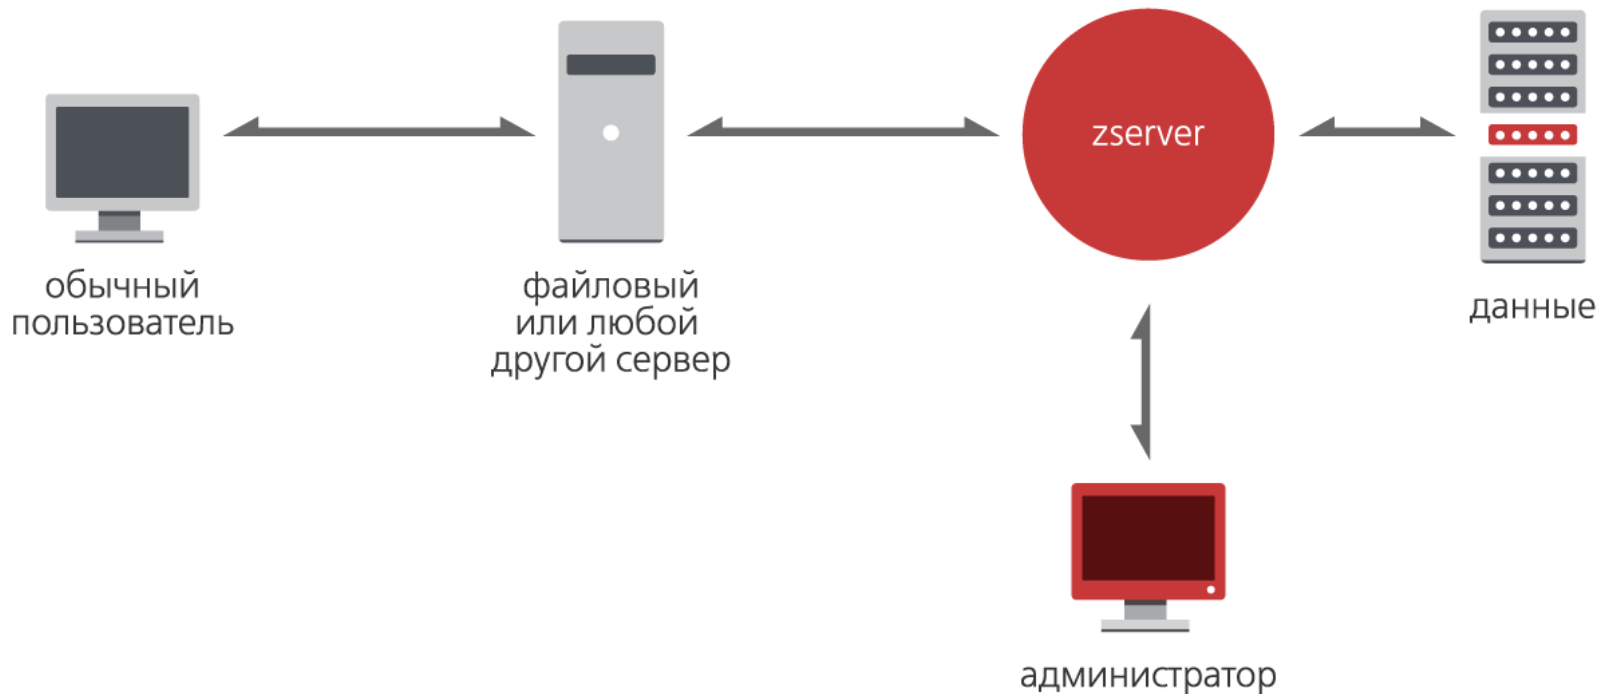 zserver
обычный
пользователь
файловый
или любой
другой сервер
данные
администратор